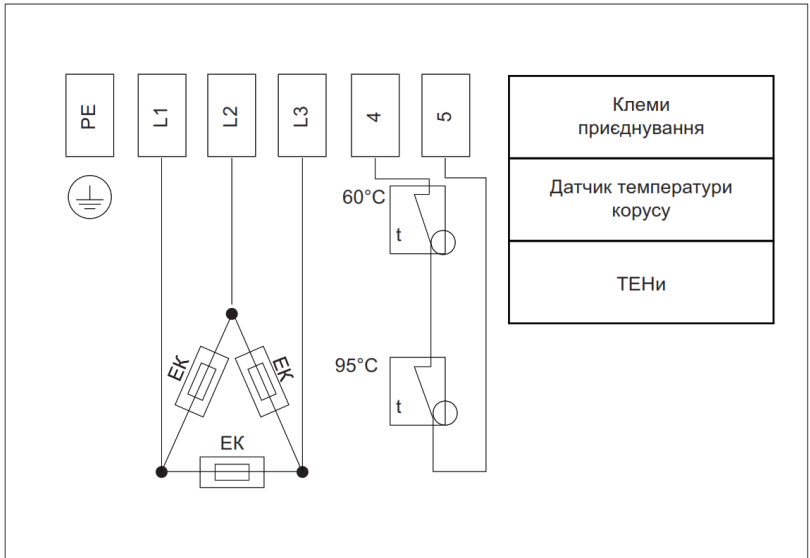 PE
L1
L2
L3
4
5
Клеми
приєднування
Датчик температури
корусу
ТЕНи
60°C
t
95°C
t
EK
EK
EK